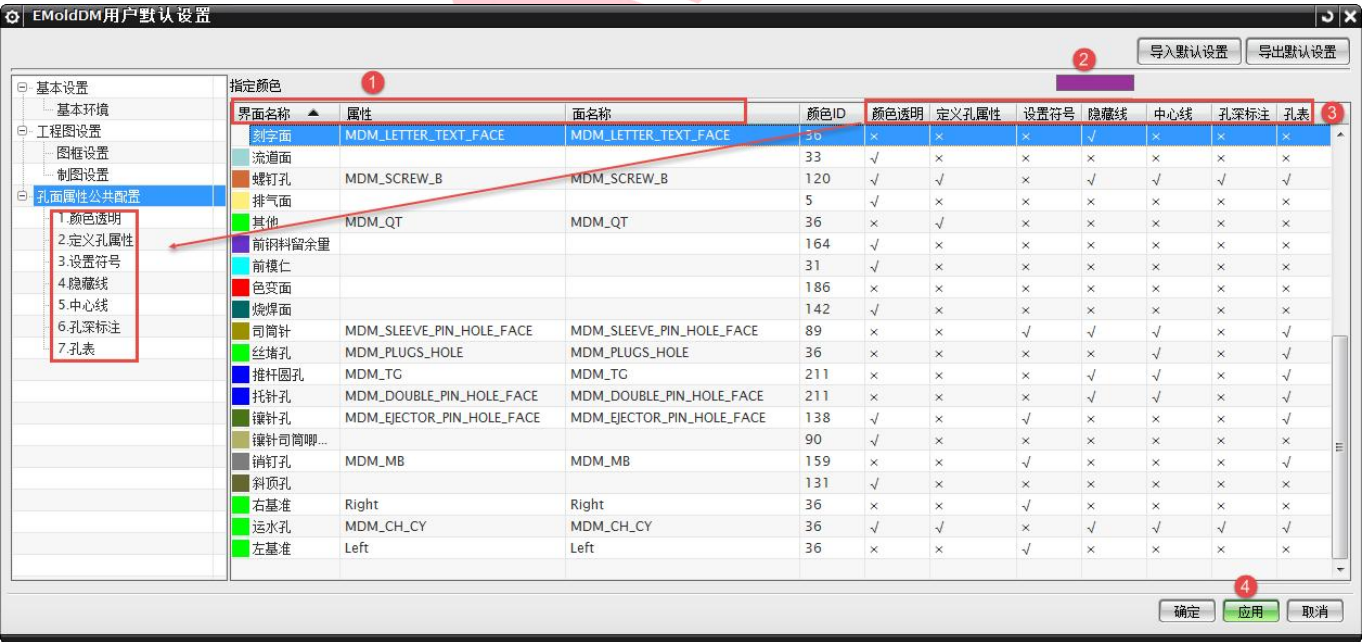 EMoldDM用户默认设置
导入默认设置 导出默认设置
2
基本设置
基本环境
工程图设置
图框设置
制图设置
孔面属性公共配置
1.颜色透明
2.定义孔属性
3.设置符号
4.隐藏线
5.中心线
6.孔深标注
7.孔表
指定颜色 1
界面名称 属性 面名称 颜色ID 颜色透明 定义孔属性 设置符号 隐藏线 中心线 孔深标注 孔表 3
刻字面 MDM_LETTER_TEXT_FACE MDM_LETTER_TEXT_FACE 36 × × × √ × × ×
流道面 33 √ × × × × × ×
螺钉孔 MDM_SCREW_B MDM_SCREW_B 120 √ √ × √ √ √ √
排气面 5 √ × × × × × ×
其他 MDM_QT MDM_QT 36 × √ × × × × ×
前钢料留余量 164 √ × × × × × ×
前模仁 31 √ × × × × × ×
色变面 186 × × × × × × ×
烧焊面 142 √ × × × × × ×
司筒针 MDM_SLEEVE_PIN_HOLE_FACE MDM_SLEEVE_PIN_HOLE_FACE 89 × × √ √ √ × √
丝堵孔 MDM_PLUGS_HOLE MDM_PLUGS_HOLE 36 × × × × √ × √
推杆圆孔 MDM_TG MDM_TG 211 × × × √ √ × √
托针孔 MDM_DOUBLE_PIN_HOLE_FACE MDM_DOUBLE_PIN_HOLE_FACE 211 × × × √ √ × √
镶针孔 MDM_EJECTOR_PIN_HOLE_FACE MDM_EJECTOR_PIN_HOLE_FACE 138 √ × √ × × × √
镶针司筒唧... 90 √ × × × × × ×
销钉孔 MDM_MB MDM_MB 159 × × √ × × × √
斜顶孔 131 √ × × × × × ×
右基准 Right Right 36 × × √ × × × ×
运水孔 MDM_CH_CY MDM_CH_CY 36 √ √ × √ √ √ √
左基准 Left Left 36 × × √ × × × ×
4
确定 应用 取消